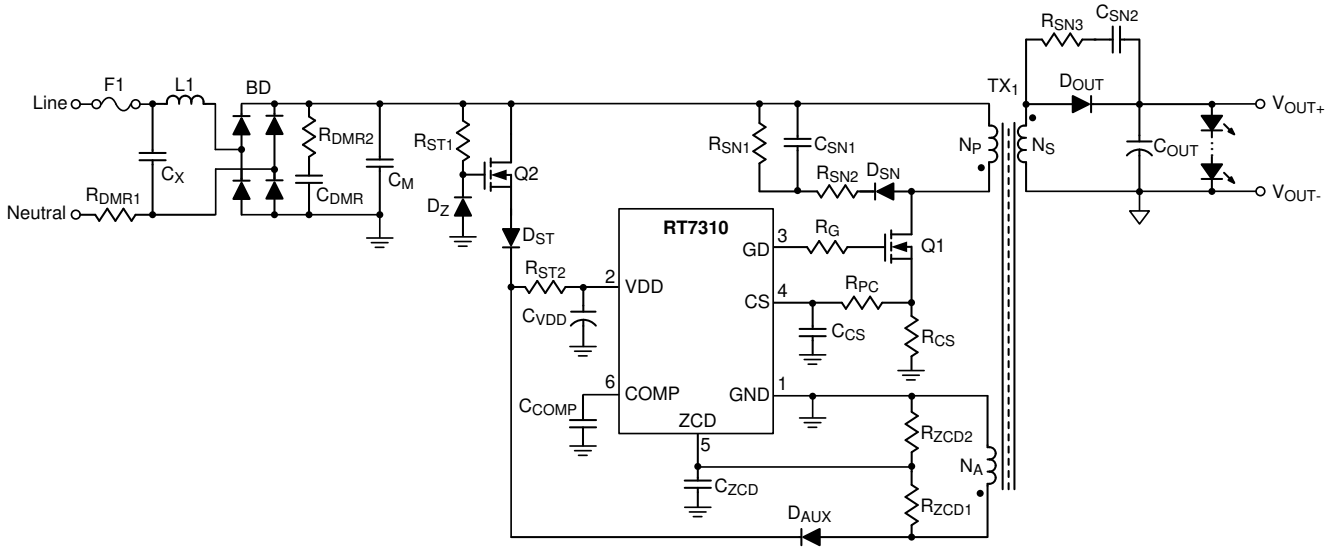 C_SN2
R_SN3
F1
L1
BD
TX_1
D_OUT
Line
V_OUT+
R_DMR2
R_ST1
R_SN1
C_SN1
N_P
N_S
C_OUT
C_X
C_M
Q2
R_SN2
D_SN
R_DMR1
C_DMR
Neutral
D_Z
V_OUT-
RT7310
D_ST
3
GD
R_G
Q1
R_ST2
2
VDD
4
CS
R_PC
C_VDD
C_CS
R_CS
6
COMP
1
GND
C_COMP
ZCD
5
R_ZCD2
N_A
C_ZCD
R_ZCD1
D_AUX